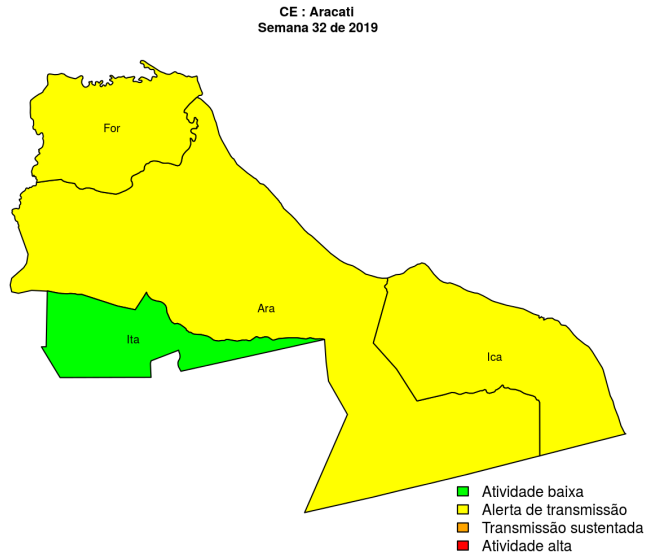 CE : Aracati
Semana 32 de 2019
For
Ara
Ita
Ica
Atividade baixa
Alerta de transmissão
Transmissão sustentada
Atividade alta